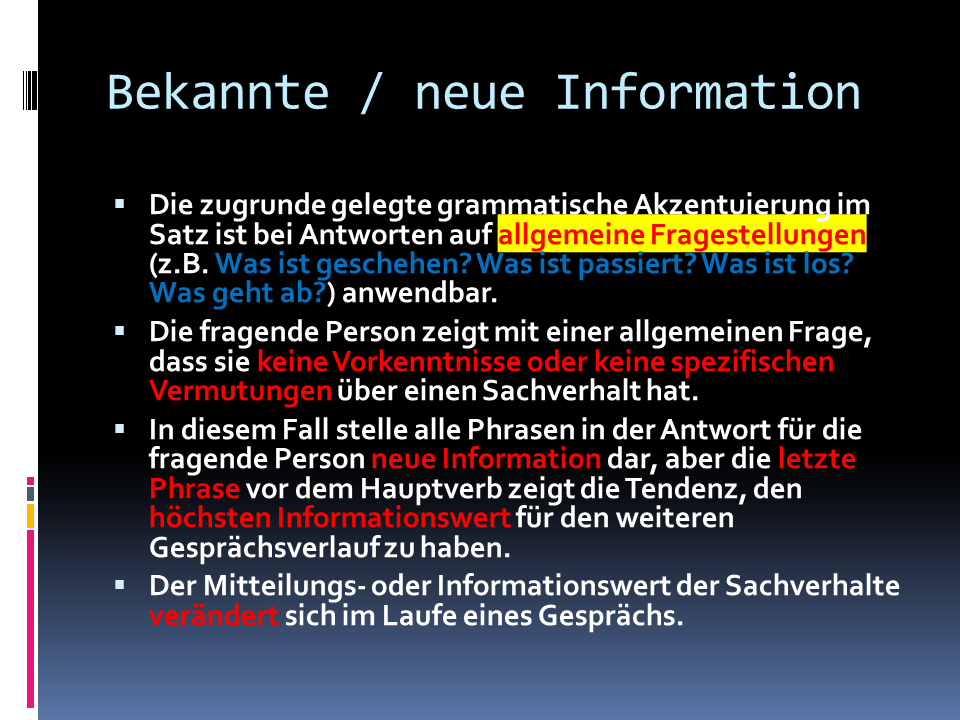 Bekannte / neue Information
▪ Die zugrunde gelegte grammatische Akzentuierung im
Satz ist bei Antworten auf allgemeine Fragestellungen
(z.B. Was ist geschehen? Was ist passiert? Was ist los?
Was geht ab?) anwendbar.
▪ Die fragende Person zeigt mit einer allgemeinen Frage,
dass sie keine Vorkenntnisse oder keine spezifischen
Vermutungen über einen Sachverhalt hat.
▪ In diesem Fall stelle alle Phrasen in der Antwort für die
fragende Person neue Information dar, aber die letzte
Phrase vor dem Hauptverb zeigt die Tendenz, den
höchsten Informationswert für den weiteren
Gesprächsverlauf zu haben.
▪ Der Mitteilungs- oder Informationswert der Sachverhalte
verändert sich im Laufe eines Gesprächs.